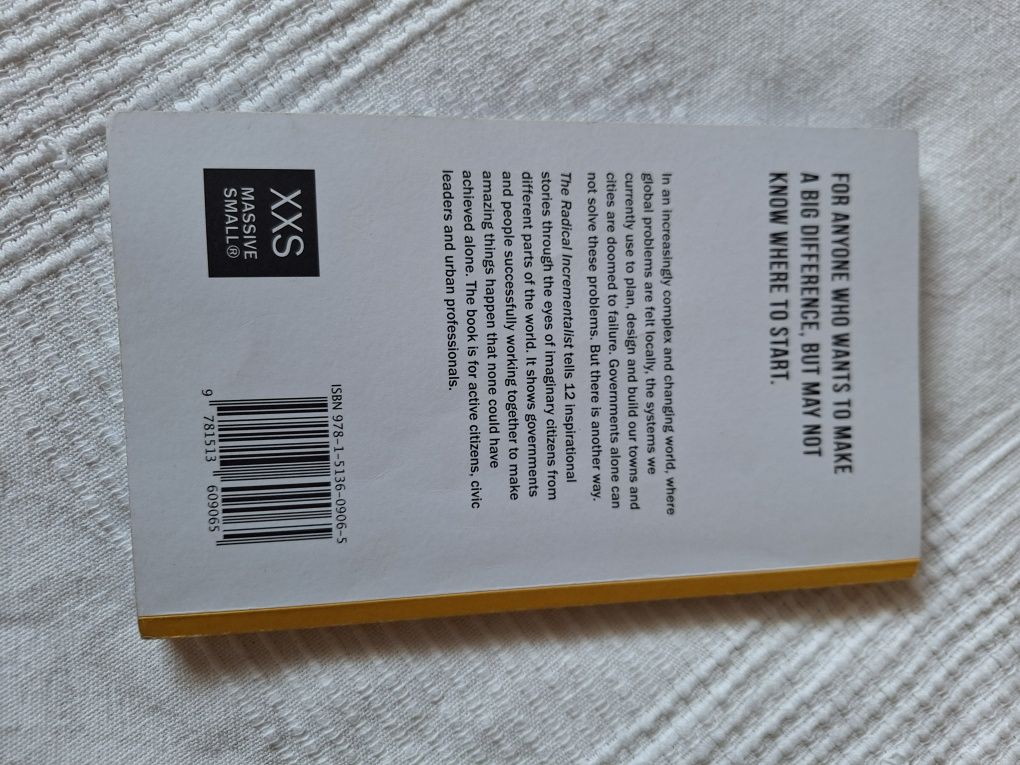 FOR ANYONE WHO WANTS TO MAKE
A BIG DIFFERENCE, BUT MAY NOT
KNOW WHERE TO START.
In an increasingly complex and changing world, where
global problems are felt locally, the systems we
currently use to plan, design and build our towns and
cities are doomed to failure. Governments alone can
not solve these problems. But there is another way.
The Radical Incrementalist tells 12 inspirational
stories through the eyes of imaginary citizens from
different parts of the world. It shows governments
and people successfully working together to make
amazing things happen that none could have
achieved alone. The book is for active citizens, civic
leaders and urban professionals.
XXS
MASSIVE
SMALL®
ISBN 978-1-5136-0906-5
9 781513 609065